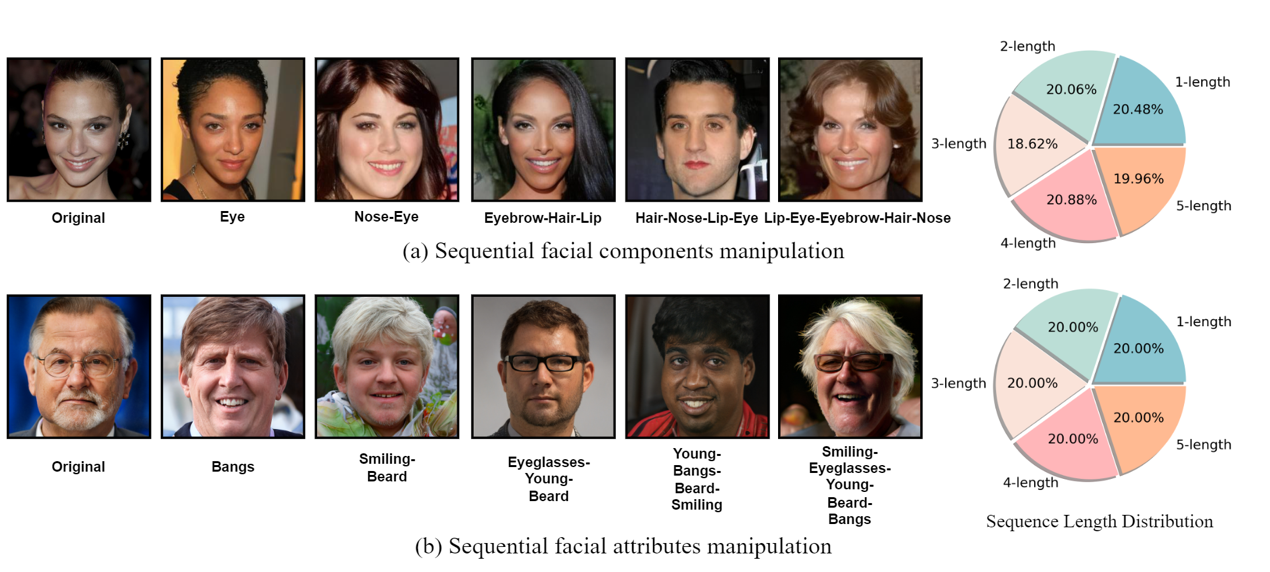 Original
Eye
Nose-Eye
Eyebrow-Hair-Lip
Hair-Nose-Lip-Eye
Lip-Eye-Eyebrow-Hair-Nose
(a) Sequential facial components manipulation
2-length
1-length
20.06%
20.48%
3-length
18.62%
19.96%
20.88%
5-length
4-length
Original
Bangs
Smiling-
Beard
Eyeglasses-
Young-
Beard
Young-
Bangs-
Beard-
Smiling
Smiling-
Eyeglasses-
Young-
Beard-
Bangs
(b) Sequential facial attributes manipulation
2-length
1-length
20.00%
20.00%
3-length
20.00%
20.00%
20.00%
5-length
4-length
Sequence Length Distribution